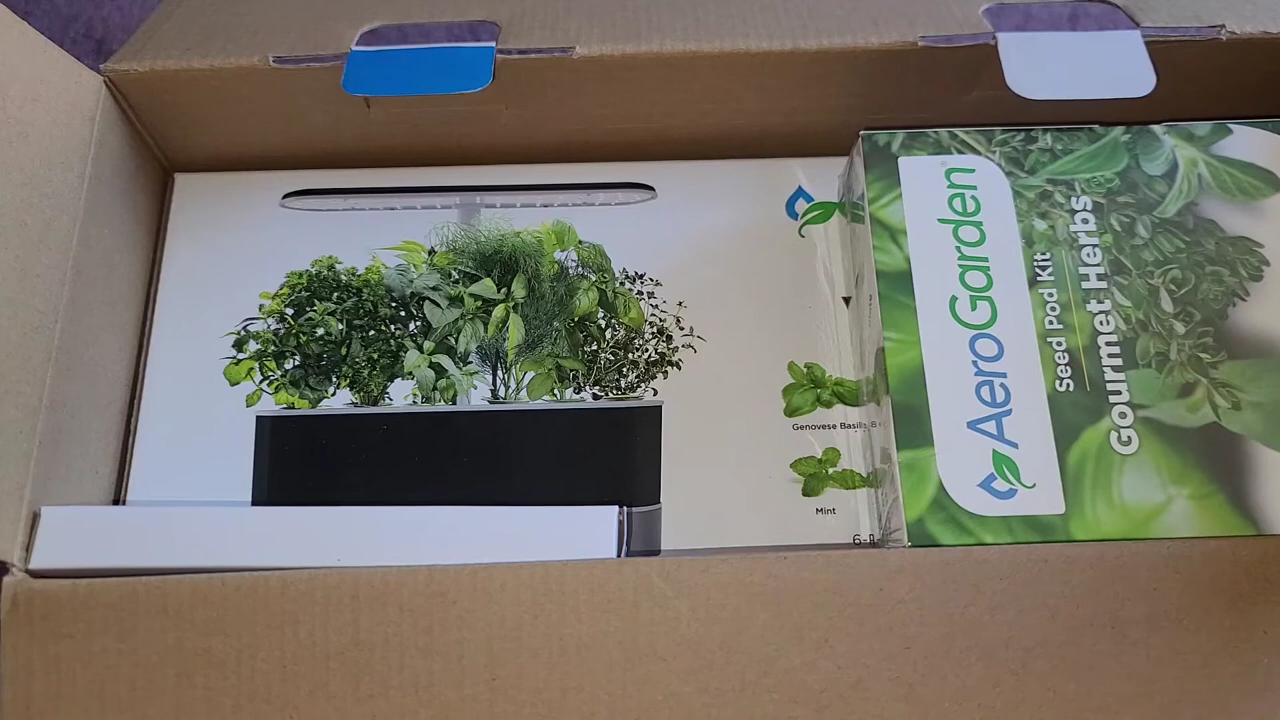 AeroGarden
Seed Pod Kit
Gourmet Herbs
Genovese Basil
Mint